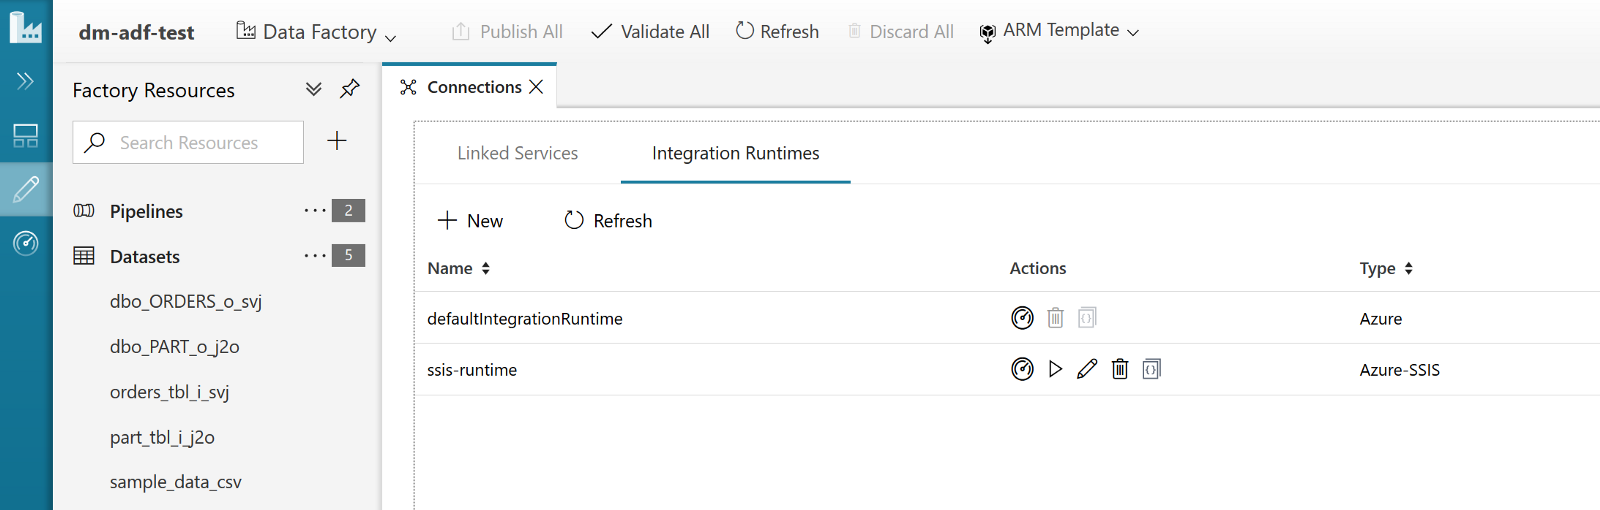 dm-adf-test Data Factory Publish All Validate All Refresh Discard All ARM Template
Factory Resources
Connections
Search Resources
Linked Services Integration Runtimes
Pipelines 2
New Refresh
Datasets 5
Name Actions Type
dbo_ORDERS_o_svj
defaultIntegrationRuntime Azure
dbo_PART_o_j2o
ssis-runtime Azure-SSIS
orders_tbl_i_svj
part_tbl_i_j2o
sample_data_csv